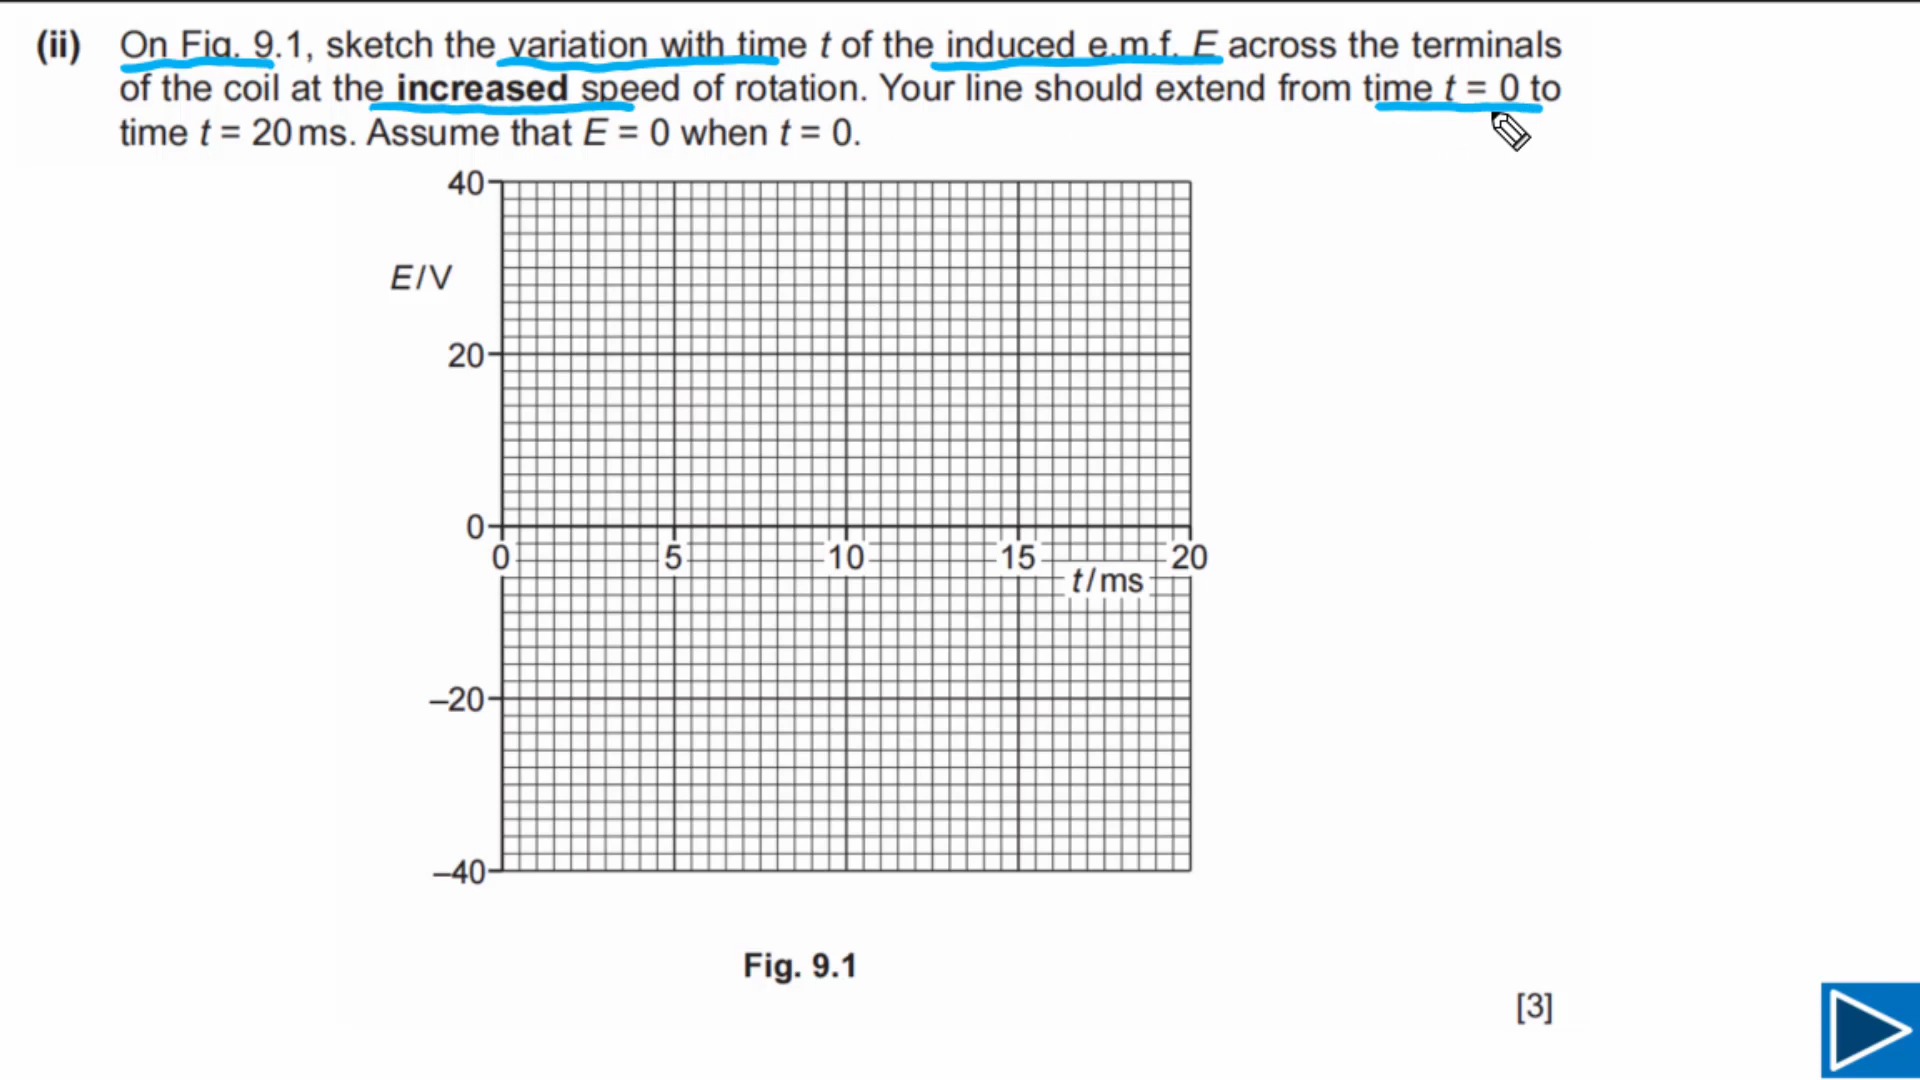 (ii) On Fig. 9.1, sketch the variation with time t of the induced e.m.f. E across the terminals
of the coil at the increased speed of rotation. Your line should extend from time t = 0 to
time t = 20 ms. Assume that E = 0 when t = 0.
40
E/V
20
0
0 5 10 15 20
t/ms
–20
–40
Fig. 9.1
[3]